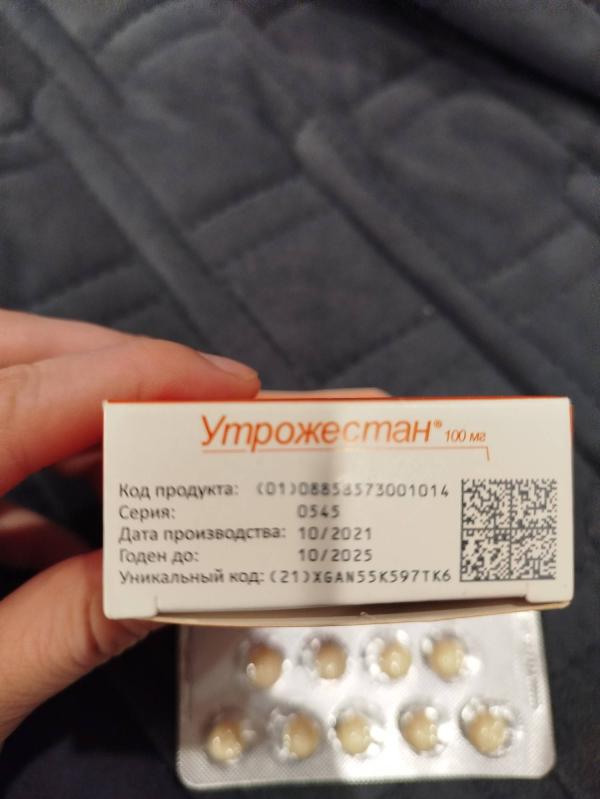 Утрожестан® 100 мг
Код продукта: (01)08858573001014
Серия: 0545
Дата производства: 10/2021
Годен до: 10/2025
Уникальный код: (21)XGAN55K597TK6